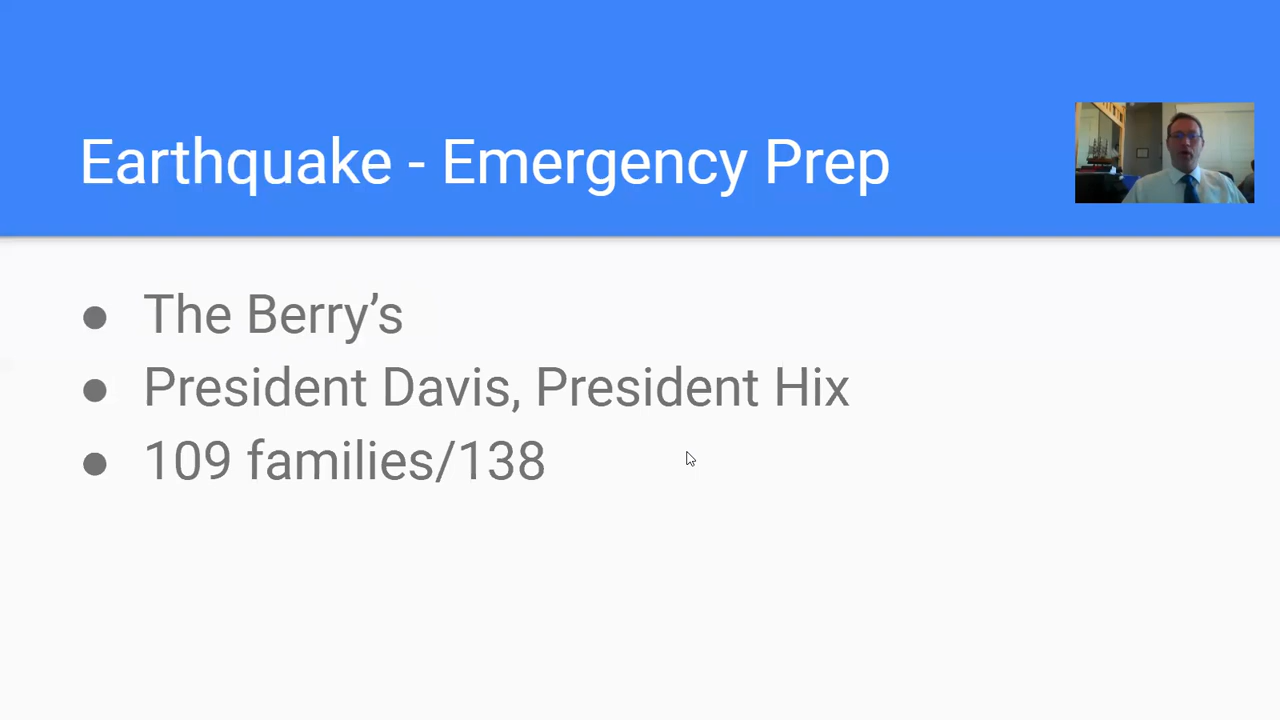 Earthquake - Emergency Prep
● The Berry’s
● President Davis, President Hix
● 109 families/138